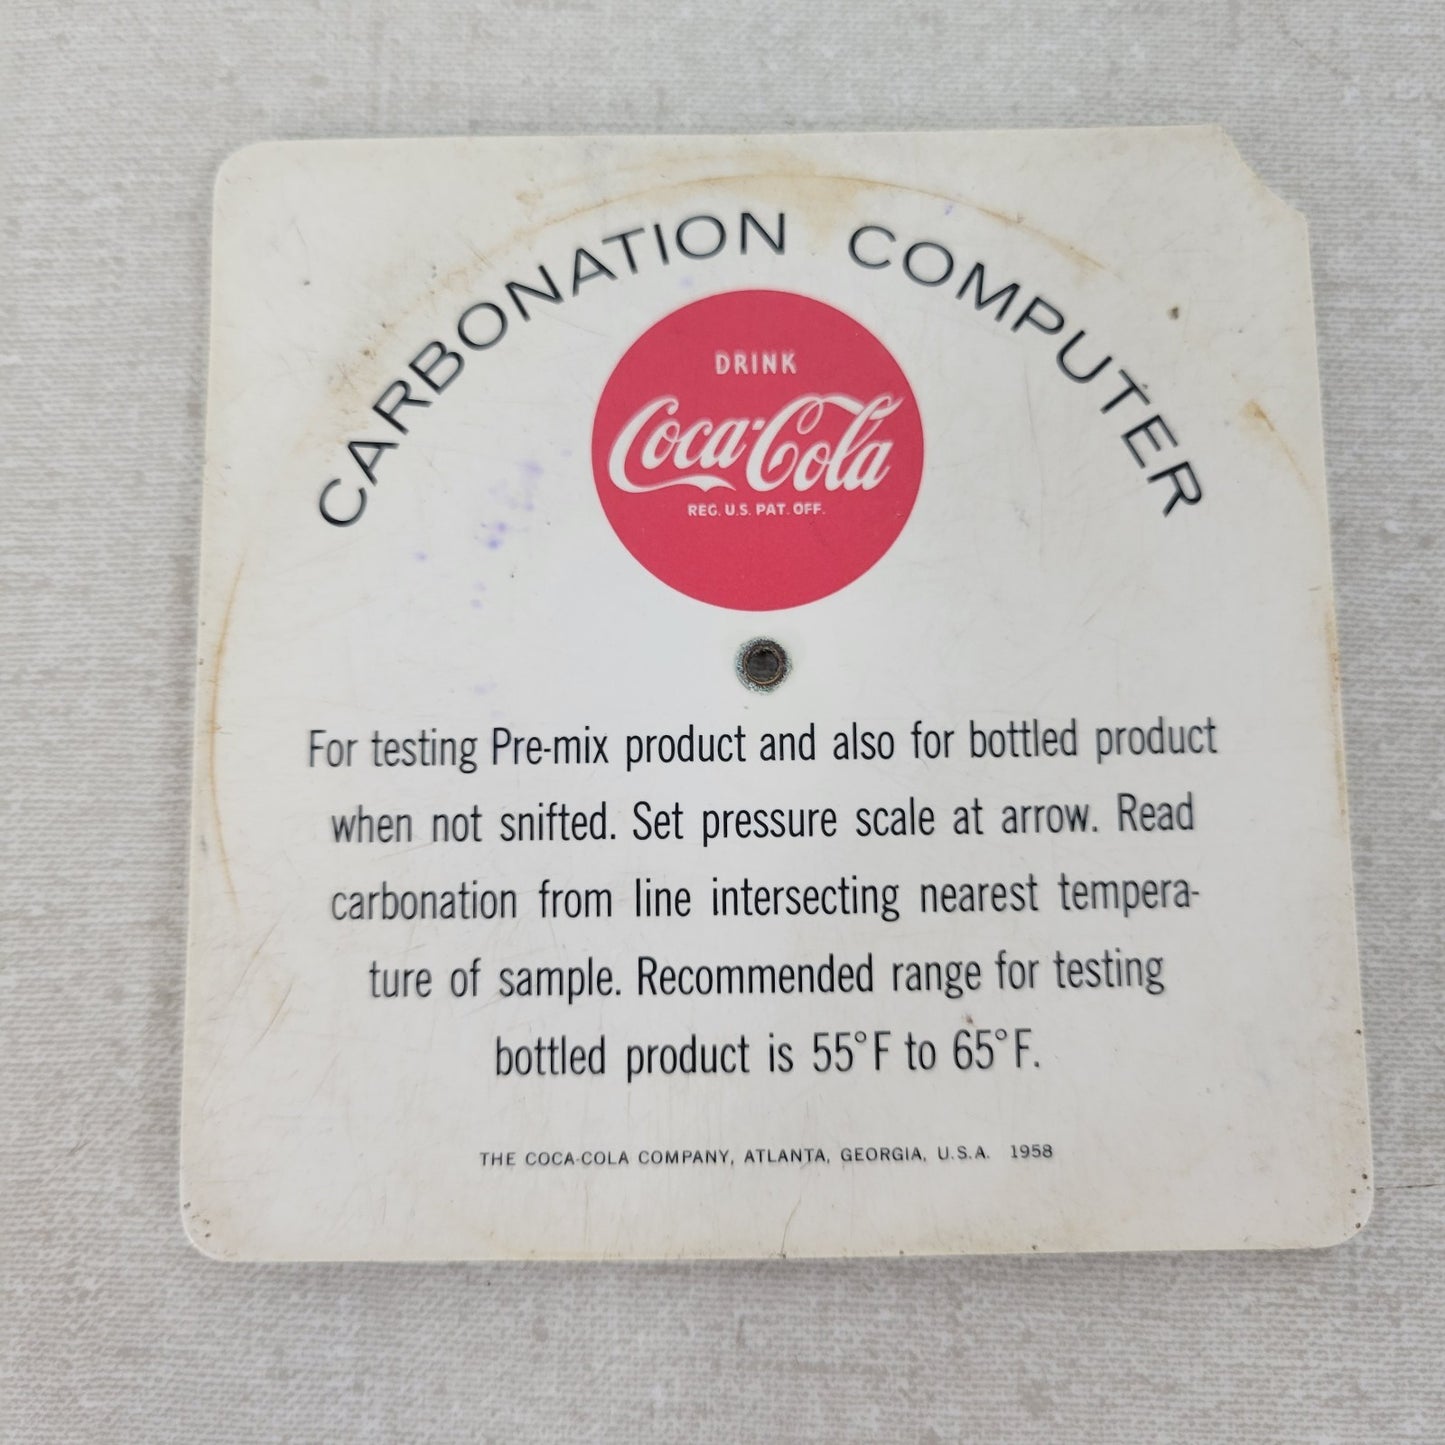 CARBONATION COMPUTER
DRINK
Coca-Cola
REG. U.S. PAT. OFF.
For testing Pre-mix product and also for bottled product
when not snifted. Set pressure scale at arrow. Read
carbonation from line intersecting nearest tempera-
ture of sample. Recommended range for testing
bottled product is 55°F to 65°F.
THE COCA-COLA COMPANY, ATLANTA, GEORGIA, U.S.A. 1958